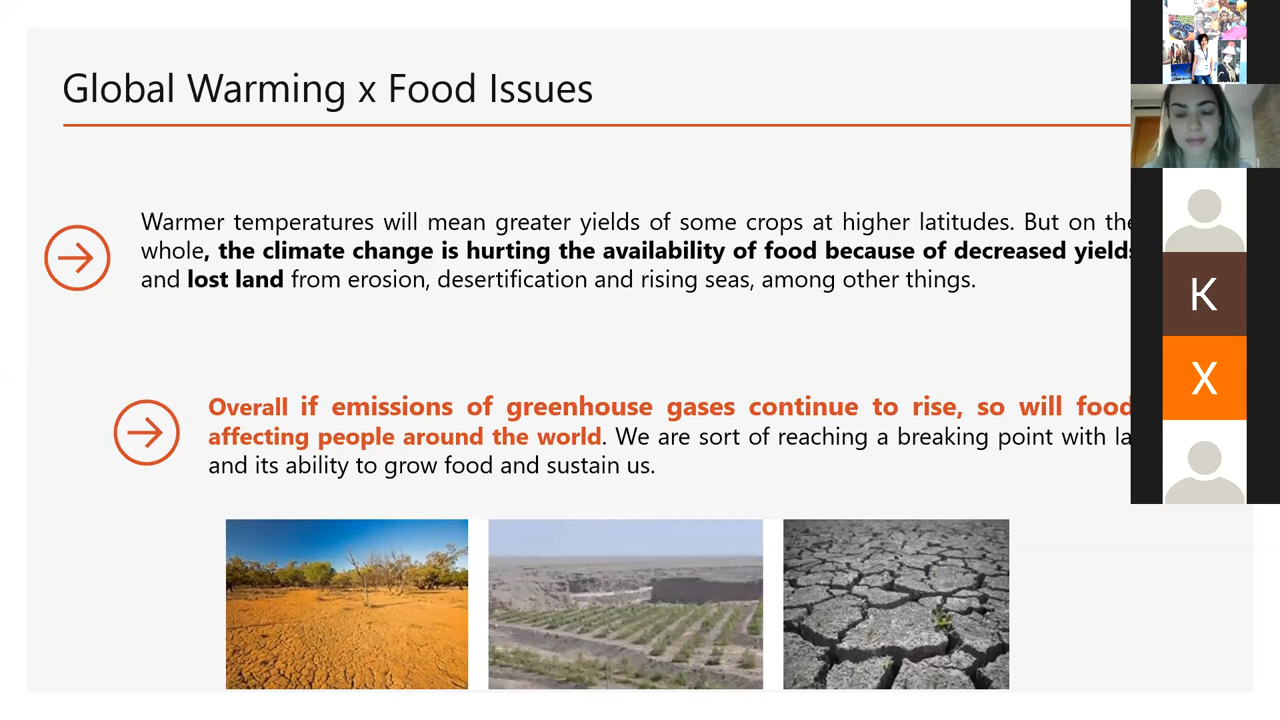 Global Warming x Food Issues
Warmer temperatures will mean greater yields of some crops at higher latitudes. But on the
whole, the climate change is hurting the availability of food because of decreased yields
and lost land from erosion, desertification and rising seas, among other things.
Overall if emissions of greenhouse gases continue to rise, so will food
affecting people around the world. We are sort of reaching a breaking point with la
and its ability to grow food and sustain us.
K
X